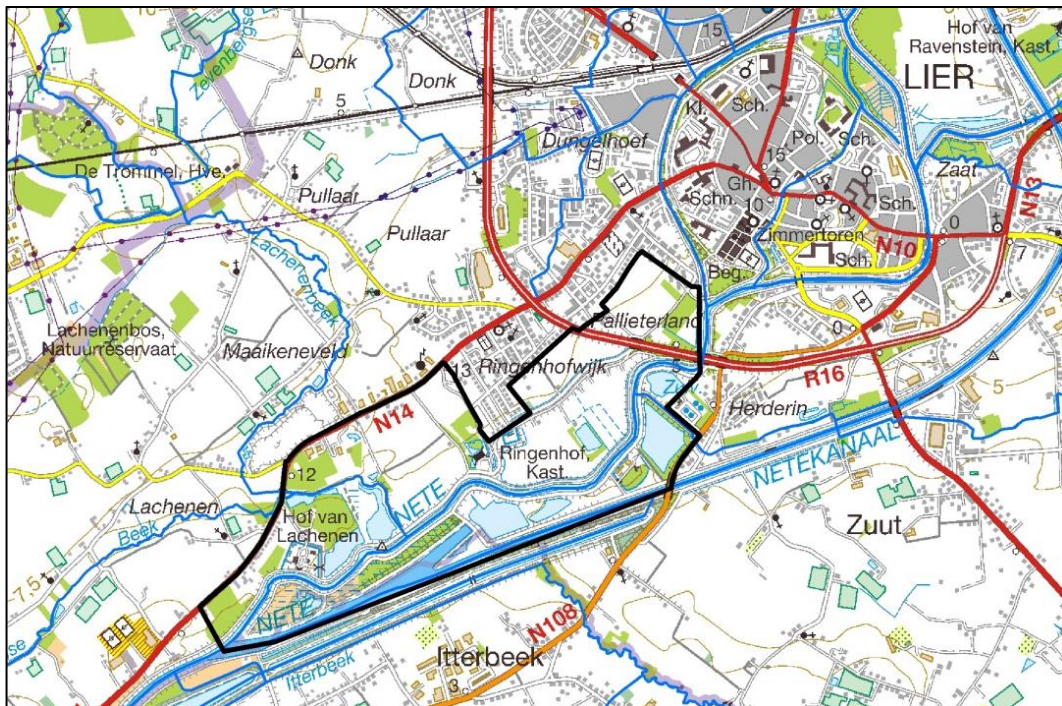 Hof van
Ravenstein, Kast.
LIER
15
Donk
Donk
Zevenbergse
5
Kl.
Sch.
Pol.
Sch.
Dungelhoef
De Trommel, Hve.
15
Zaat
N13
Pullaar
Gh.
10
Schn.
Sch.
Pullaar
Zimmertoren
N10
0
7
Lachenenbeek
Beg.
Sch.
Pallieterland
0
Lachenenbos,
Natuurreservaat
Maaikeneveld
13
Ringenhofwijk
5
R16
5
N14
Zui.
Herderin
Ringenhof,
Kast.
NETEKANAAL
12
NETE
Lachenen
Hof van
Lachenen
Zuut
Beek
7,5
NETE
N108
Itterbeek
Itterbeek
3